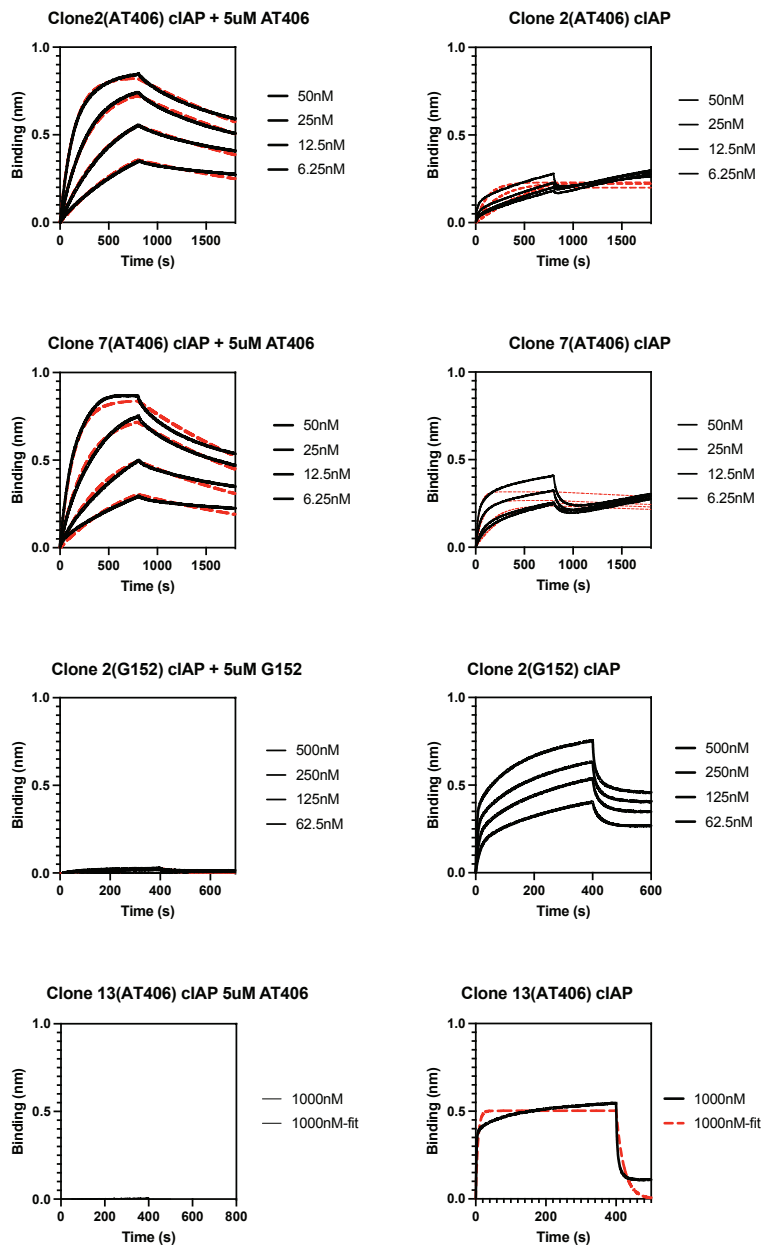 Clone2(AT406) cIAP + 5uM AT406
1.0
0.5
0.0
Binding (nm)
0 500 1000 1500
Time (s)
50nM
25nM
12.5nM
6.25nM
Clone 2(AT406) cIAP
1.0
0.5
0.0
Binding (nm)
0 500 1000 1500
Time (s)
50nM
25nM
12.5nM
6.25nM
Clone 7(AT406) cIAP + 5uM AT406
1.0
0.5
0.0
Binding (nm)
0 500 1000 1500
Time (s)
50nM
25nM
12.5nM
6.25nM
Clone 7(AT406) cIAP
1.0
0.5
0.0
Binding (nm)
0 500 1000 1500
Time (s)
50nM
25nM
12.5nM
6.25nM
Clone 2(G152) cIAP + 5uM G152
1.0
0.5
0.0
Binding (nm)
0 200 400 600
Time (s)
500nM
250nM
125nM
62.5nM
Clone 2(G152) cIAP
1.0
0.5
0.0
Binding (nm)
0 200 400 600
Time (s)
500nM
250nM
125nM
62.5nM
Clone 13(AT406) cIAP 5uM AT406
1.0
0.5
0.0
Binding (nm)
0 200 400 600 800
Time (s)
1000nM
1000nM-fit
Clone 13(AT406) cIAP
1.0
0.5
0.0
Binding (nm)
0 200 400
Time (s)
1000nM
1000nM-fit